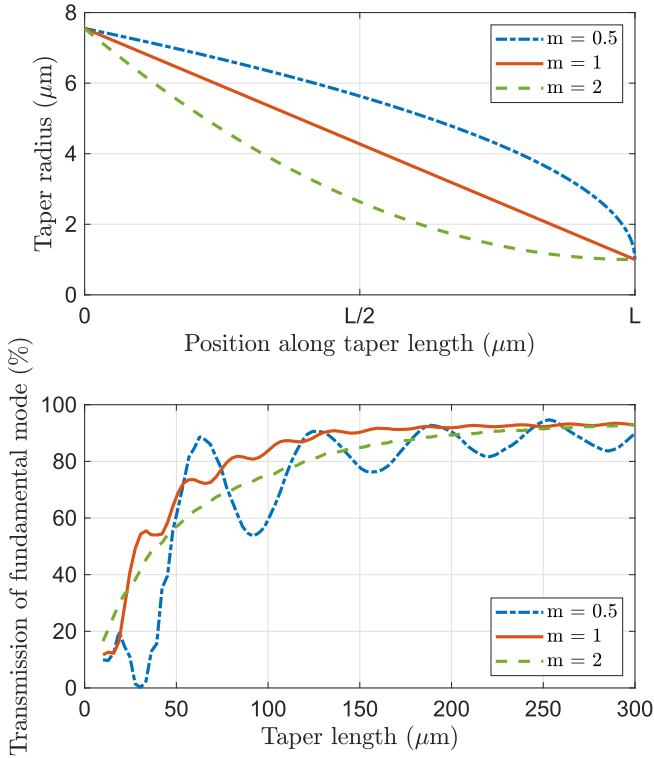 8
6
4
2
0
Taper radius (μm)
m = 0.5
m = 1
m = 2
0
L/2
L
Position along taper length (μm)
100
80
60
40
20
0
Transmission of fundamental mode (%)
m = 0.5
m = 1
m = 2
0
50
100
150
200
250
300
Taper length (μm)